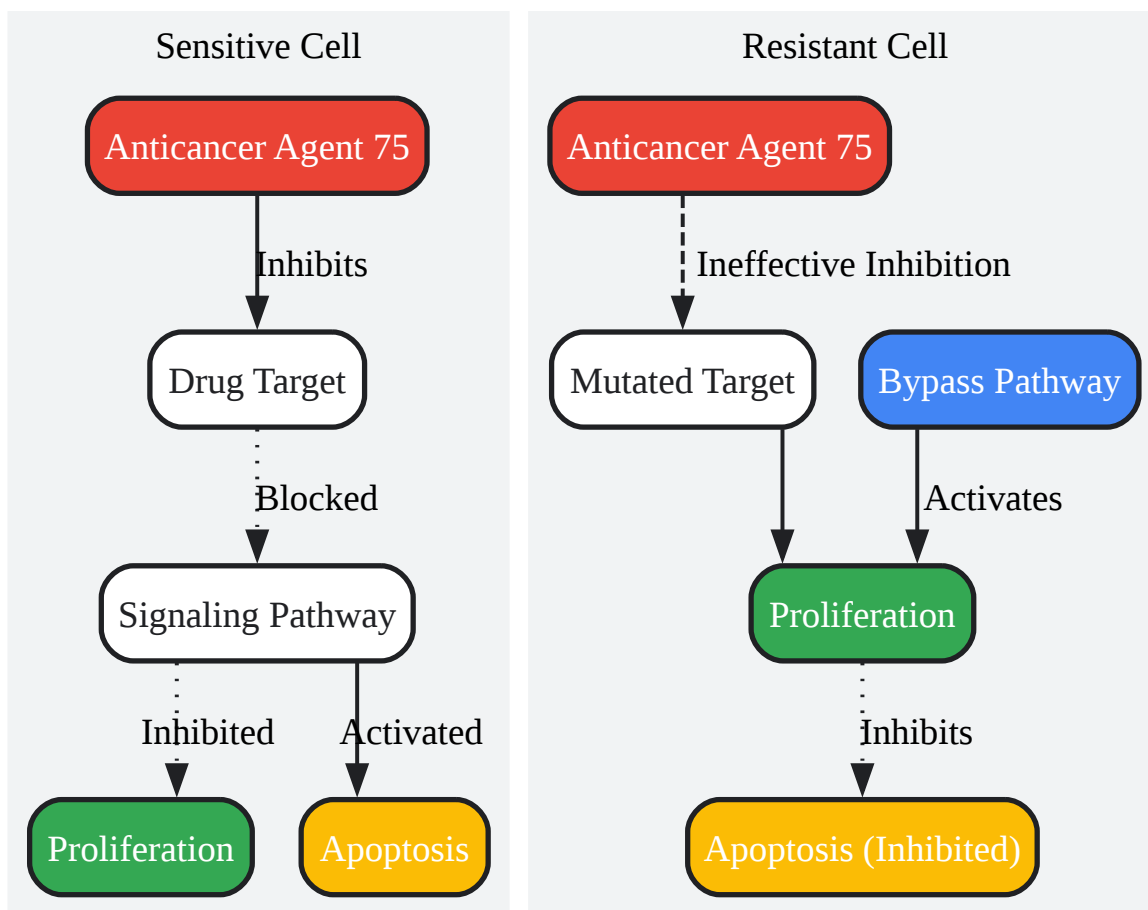 Sensitive Cell
Anticancer Agent 75
Inhibits
Drug Target
Blocked
Signaling Pathway
Inhibited
Activated
Proliferation
Apoptosis
Resistant Cell
Anticancer Agent 75
Ineffective Inhibition
Mutated Target
Bypass Pathway
Activates
Proliferation
Inhibits
Apoptosis (Inhibited)